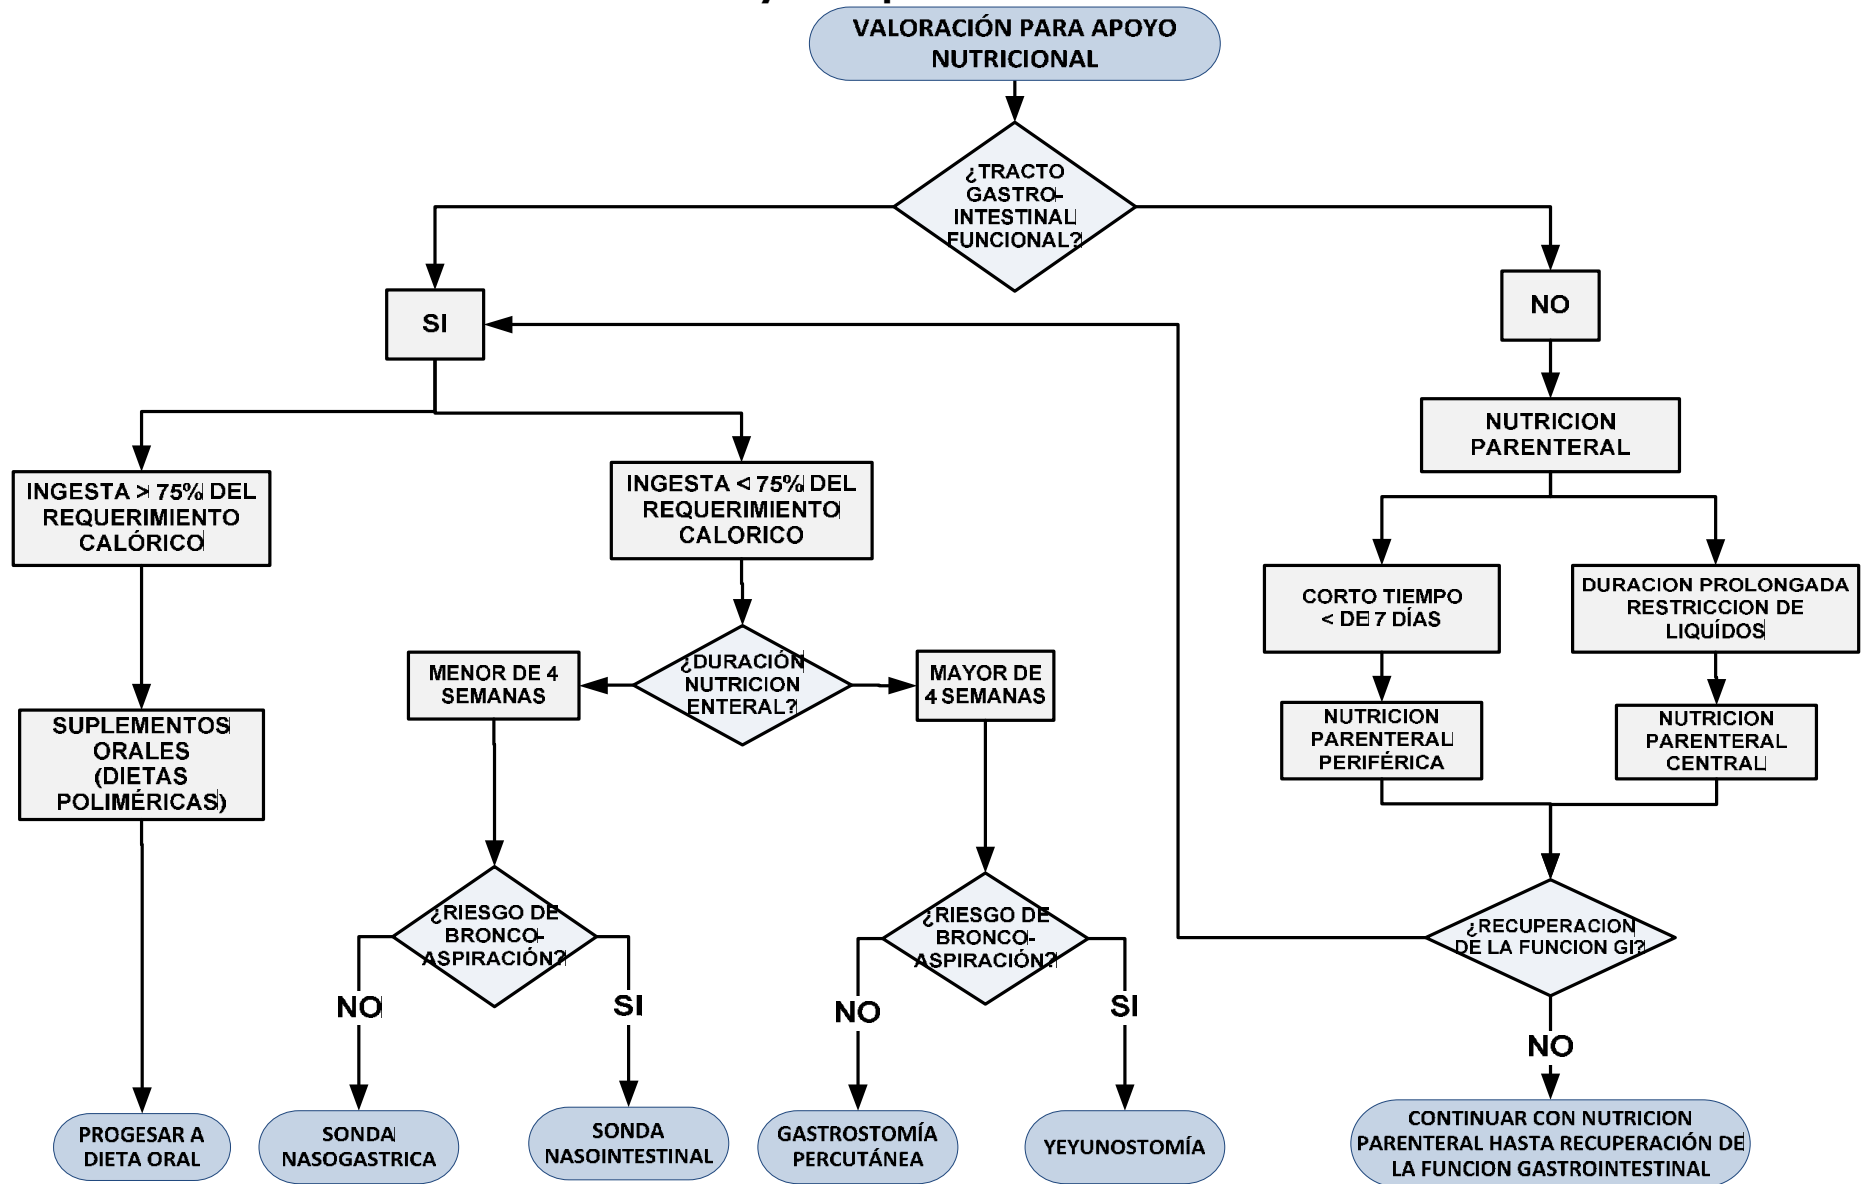 VALORACIÓN PARA APOYO
NUTRICIONAL
¿TRACTO
GASTRO-
INTESTINAL
FUNCIONAL?
SI
NO
NUTRICION
PARENTERAL
INGESTA > 75% DEL
REQUERIMIENTO
CALÓRICO
INGESTA < 75% DEL
REQUERIMIENTO
CALORICO
CORTO TIEMPO
< DE 7 DÍAS
DURACION PROLONGADA
RESTRICCION DE
LIQUÍDOS
MENOR DE 4
SEMANAS
¿DURACIÓN
NUTRICION
ENTERAL?
MAYOR DE
4 SEMANAS
SUPLEMENTOS
ORALES
(DIETAS
POLIMÉRICAS)
NUTRICION
PARENTERAL
PERIFÉRICA
NUTRICION
PARENTERAL
CENTRAL
¿RIESGO DE
BRONCO-
ASPIRACIÓN?
¿RIESGO DE
BRONCO-
ASPIRACIÓN?
¿RECUPERACION
DE LA FUNCION GI?
NO
SI
NO
SI
NO
PROGESAR A
DIETA ORAL
SONDA
NASOGASTRICA
SONDA
NASOINTESTINAL
GASTROSTOMÍA
PERCUTÁNEA
YEYUNOSTOMÍA
CONTINUAR CON NUTRICION
PARENTERAL HASTA RECUPERACIÓN DE
LA FUNCION GASTROINTESTINAL